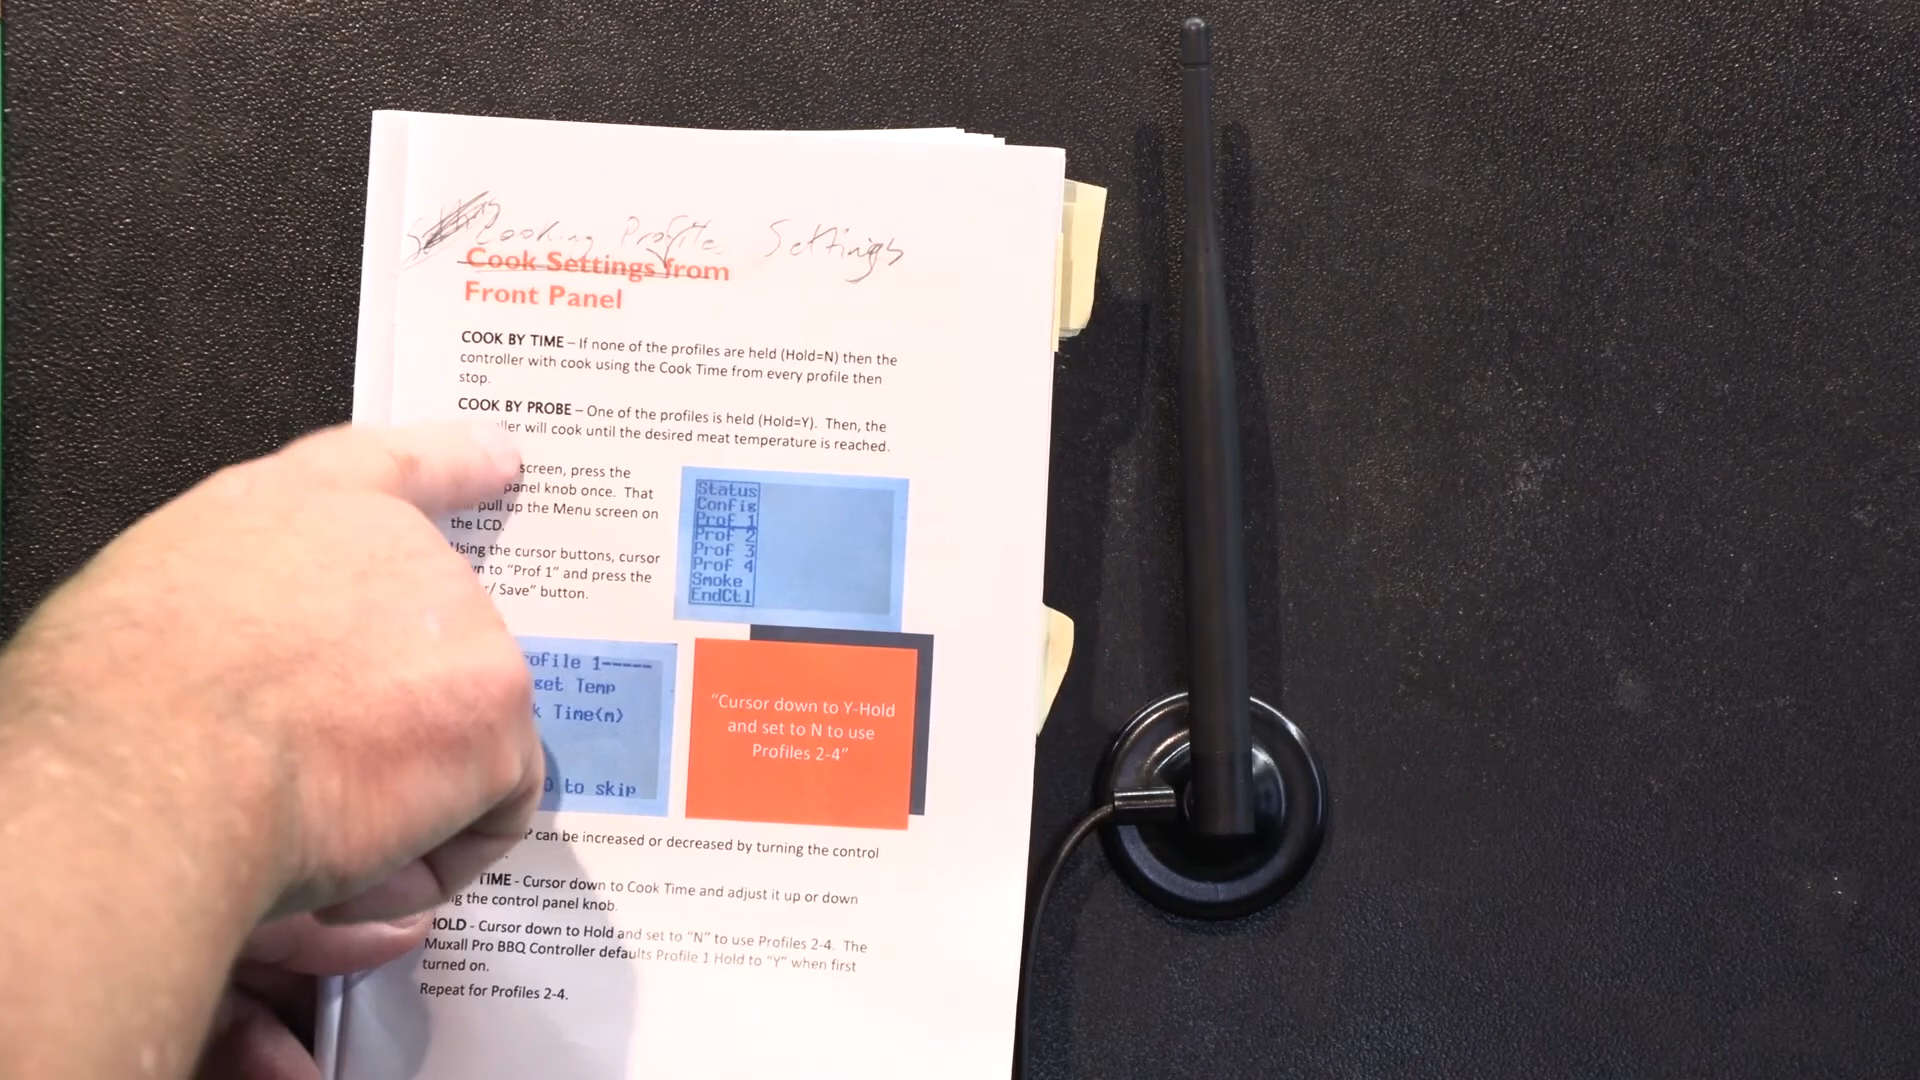 Cooking Profile Settings
Cook Settings from
Front Panel
COOK BY TIME – If none of the profiles are held (Hold=N) then the
controller with cook using the Cook Time from every profile then
stop.
COOK BY PROBE – One of the profiles is held (Hold=Y). Then, the
ller will cook until the desired meat temperature is reached.
screen, press the
panel knob once. That
pull up the Menu screen on
the LCD.
Using the cursor buttons, cursor
wn to “Prof 1” and press the
r/ Save” button.
Status
Config
Prof 1
Prof 2
Prof 3
Prof 4
Smoke
EndCtl
ofile 1-----
get Temp
k Time(m)
0 to skip
“Cursor down to Y-Hold
and set to N to use
Profiles 2-4”
P can be increased or decreased by turning the control
TIME - Cursor down to Cook Time and adjust it up or down
g the control panel knob.
HOLD - Cursor down to Hold and set to “N” to use Profiles 2-4. The
Muxall Pro BBQ Controller defaults Profile 1 Hold to “Y” when first
turned on.
Repeat for Profiles 2-4.